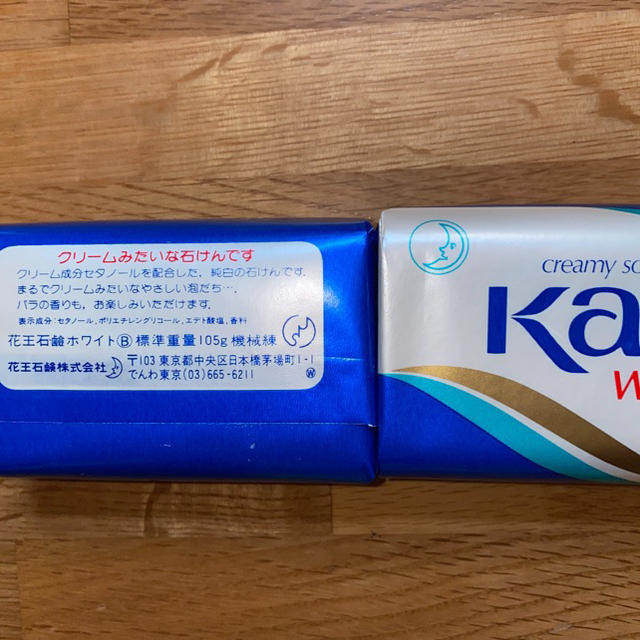 クリームみたいな石けんです
クリーム成分セタノールを配合した、純白の石けんです。
まるでクリームみたいなやさしい泡だち…。
バラの香りも、お楽しみいただけます。
表示成分：セタノール、ポリエチレングリコール、エデト酸塩、香料
花王石鹸ホワイトⒷ標準重量105g機械練
花王石鹸株式会社 〒103 東京都中央区日本橋茅場町1-1
でんわ東京(03)665-6211
Ⓦ
creamy so
Ka
W